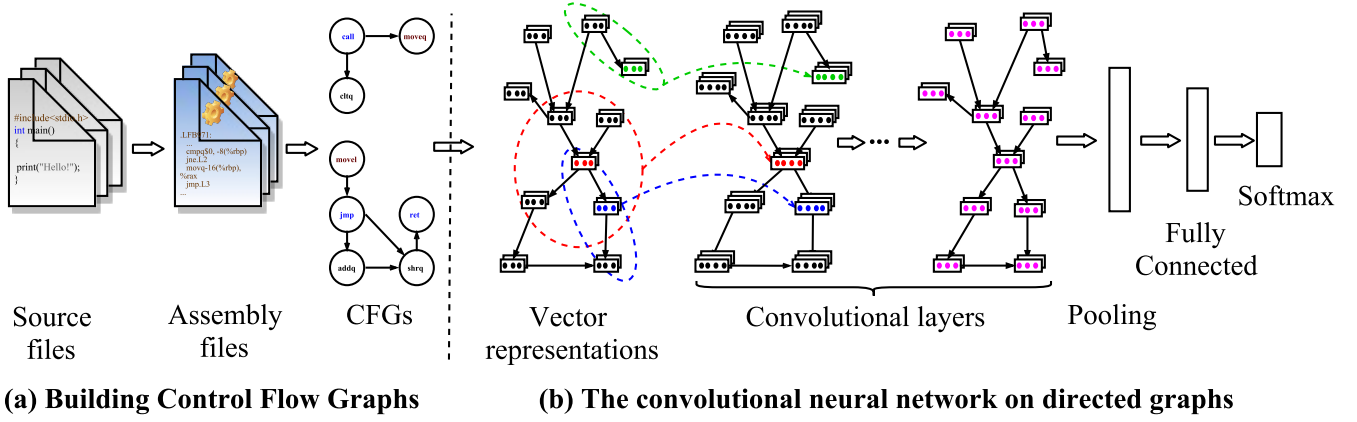 #include<stdio.h>
int main()
{
print("Hello!");
}
.LFB971:
...
cmpq$0, -8(%rbp)
jne.L2
movq-16(%rbp),
%rax
jmp.L3
...
call
moveq
cltq
movel
jmp
ret
addq
shrq
Source
files
Assembly
files
CFGs
Vector
representations
Convolutional layers
Pooling
Fully
Connected
Softmax
(a) Building Control Flow Graphs
(b) The convolutional neural network on directed graphs